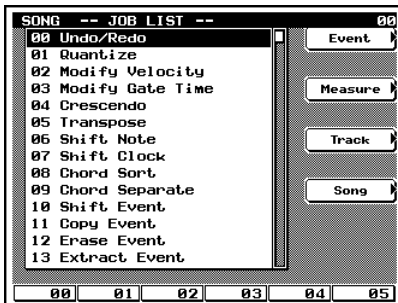 SONG -- JOB LIST -- 00
00 Undo/Redo
01 Quantize
02 Modify Velocity
03 Modify Gate Time
04 Crescendo
05 Transpose
06 Shift Note
07 Shift Clock
08 Chord Sort
09 Chord Separate
10 Shift Event
11 Copy Event
12 Erase Event
13 Extract Event
Event
Measure
Track
Song
00 01 02 03 04 05